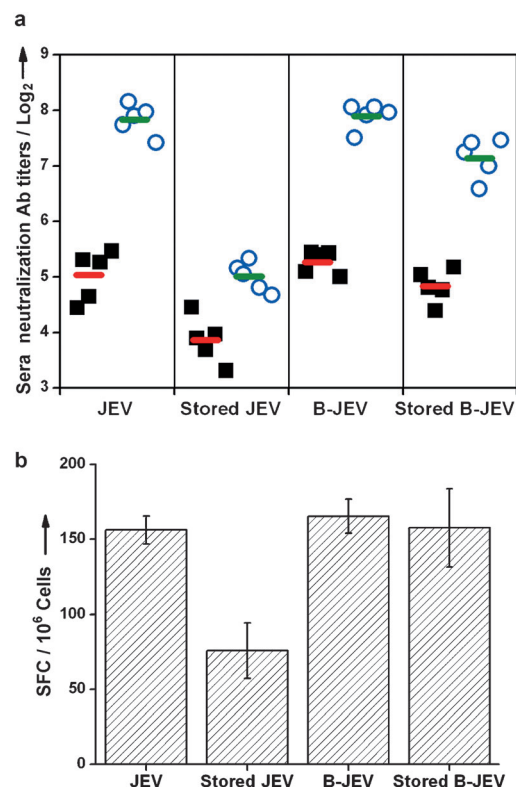 a
Sera neutralization Ab titers / Log₂ →
9
8
7
6
5
4
3
JEV Stored JEV B-JEV Stored B-JEV
b
SFC / 10⁶ Cells →
200
150
100
50
0
JEV Stored JEV B-JEV Stored B-JEV